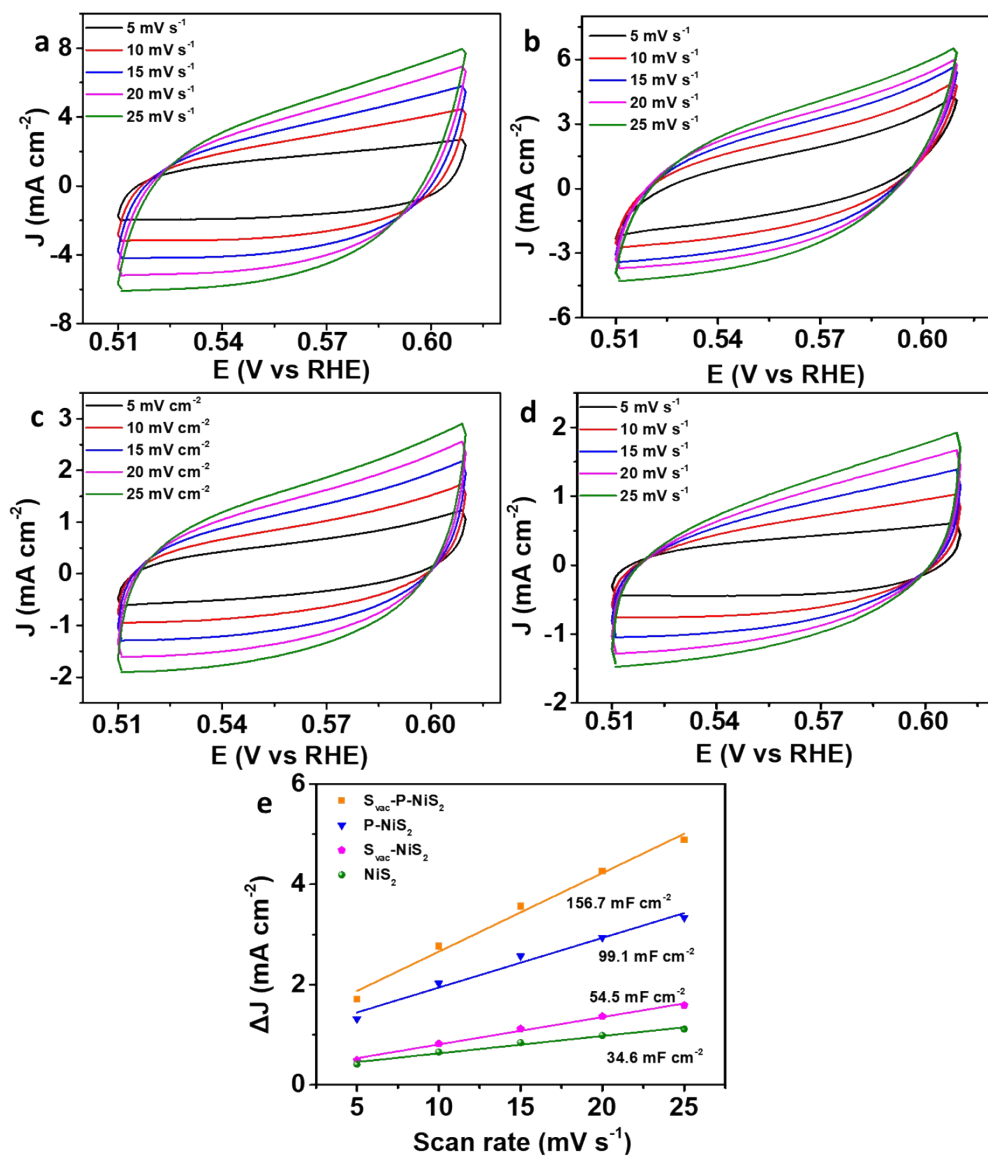 a
5 mV s⁻¹
10 mV s⁻¹
15 mV s⁻¹
20 mV s⁻¹
25 mV s⁻¹
8
4
0
-4
-8
J (mA cm⁻²)
0.51 0.54 0.57 0.60
E (V vs RHE)
b
5 mV s⁻¹
10 mV s⁻¹
15 mV s⁻¹
20 mV s⁻¹
25 mV s⁻¹
6
3
0
-3
-6
J (mA cm⁻²)
0.51 0.54 0.57 0.60
E (V vs RHE)
c
5 mV cm⁻²
10 mV cm⁻²
15 mV cm⁻²
20 mV cm⁻²
25 mV cm⁻²
3
2
1
0
-1
-2
J (mA cm⁻²)
0.51 0.54 0.57 0.60
E (V vs RHE)
d
5 mV s⁻¹
10 mV s⁻¹
15 mV s⁻¹
20 mV s⁻¹
25 mV s⁻¹
2
1
0
-1
-2
J (mA cm⁻²)
0.51 0.54 0.57 0.60
E (V vs RHE)
e
S_vac-P-NiS₂
P-NiS₂
S_vac-NiS₂
NiS₂
156.7 mF cm⁻²
99.1 mF cm⁻²
54.5 mF cm⁻²
34.6 mF cm⁻²
6
4
2
0
ΔJ (mA cm⁻²)
5 10 15 20 25
Scan rate (mV s⁻¹)